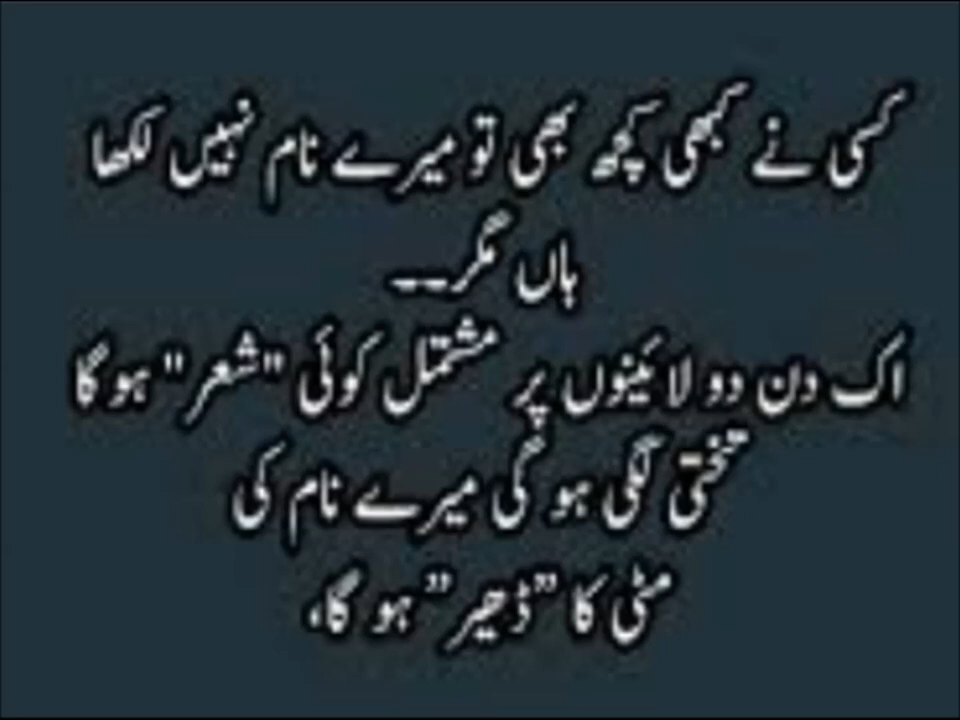 کسی نے کبھی کچھ بھی تو میرے نام نہیں لکھا
ہاں مگر۔۔
اک دن دو لائینوں پر مشتمل کوئی "شعر" ہو گا
تختی لگی ہو گی میرے نام کی
مٹی کا ”ڈھیر“ ہو گا،